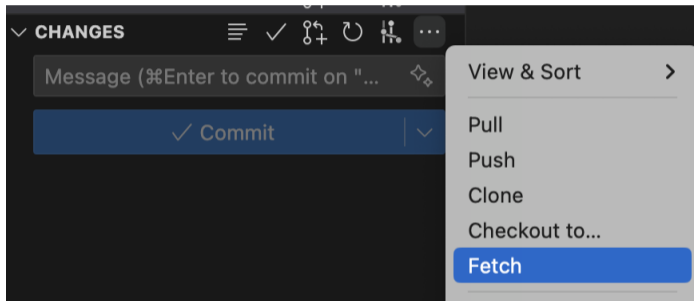 CHANGES
Message (⌘Enter to commit on "...
Commit
View & Sort
Pull
Push
Clone
Checkout to...
Fetch